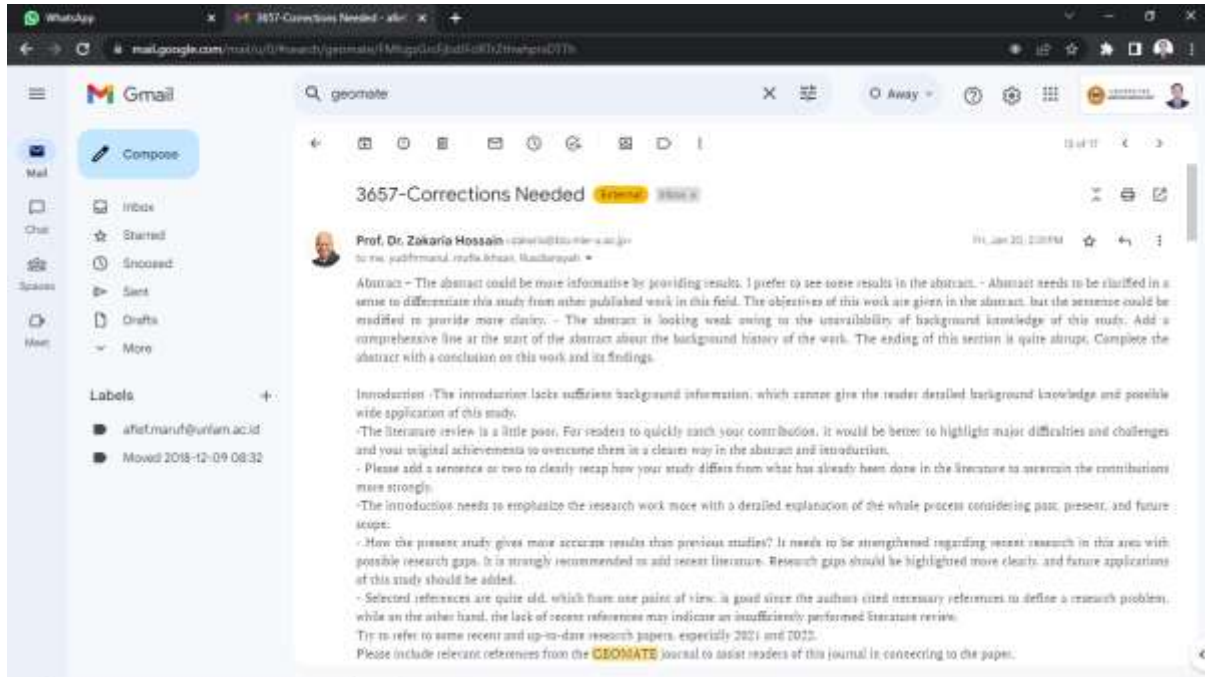 WhatsApp
3657-Corrections Needed - afie
mail.google.com/mail/u/0/#search/geomate/
Gmail
geomate
Away
Mail
Compose
3657-Corrections Needed External Inbox x
Chat
Inbox
Starred
Prof. Dr. Zakaria Hossain
Fri, Jan 20,
Snoozed
to me, yudifirmanul,
Spaces
Sent
Abstract – The abstract could be more informative by providing results. I prefer to see some results in the abstract. - Abstract needs to be clarified in a
sense to differentiate this study from other published work in this field. The objectives of this work are given in the abstract, but the sentence could be
Drafts
modified to provide more clarity. – The abstract is looking weak owing to the unavailability of background knowledge of this study. Add a
Meet
More
comprehensive line at the start of the abstract about the background history of the work. The ending of this section is quite abrupt. Complete the
abstract with a conclusion on this work and its findings.
Labels
Introduction -The introduction lacks sufficient background information, which cannot give the reader detailed background knowledge and possible
wide application of this study.
afief.maruf@unlam.ac.id
-The literature review is a little poor. For readers to quickly catch your contribution, it would be better to highlight major difficulties and challenges
and your original achievements to overcome them in a clearer way in the abstract and introduction.
Moved 2018-12-09 08:32
- Please add a sentence or two to clearly recap how your study differs from what has already been done in the literature to ascertain the contributions
more strongly.
-The introduction needs to emphasize the research work more with a detailed explanation of the whole process considering past, present, and future
scope.
- How the present study gives more accurate results than previous studies? It needs to be strengthened regarding recent research in this area with
possible research gaps. It is strongly recommended to add recent literature. Research gaps should be highlighted more clearly, and future applications
of this study should be added.
- Selected references are quite old, which from one point of view, is good since the authors cited necessary references to define a research problem,
while on the other hand, the lack of recent references may indicate an insufficiently performed literature review.
Try to refer to some recent and up-to-date research papers, especially 2021 and 2022.
Please include relevant references from the GEOMATE journal to assist readers of this journal in connecting to the paper.